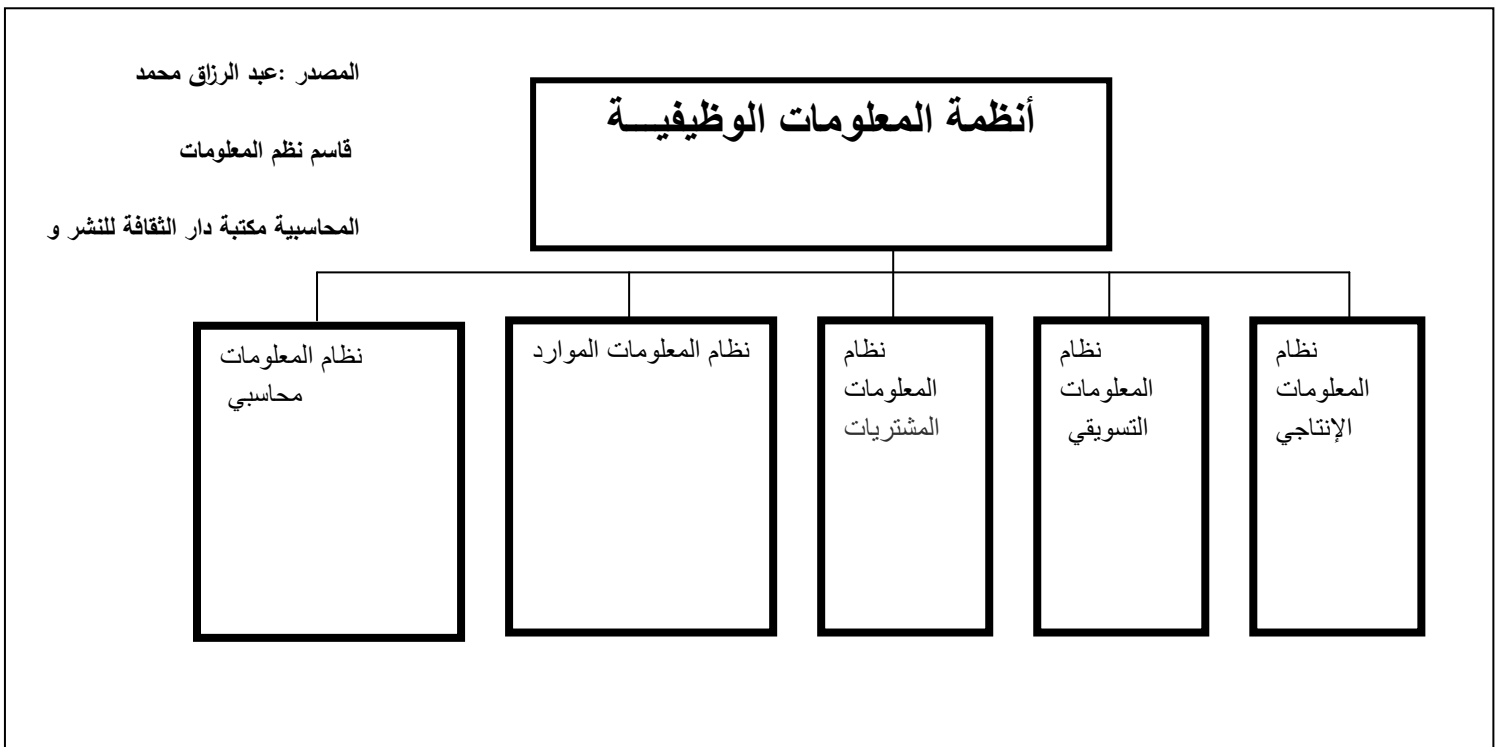 المصدر :عبد الرزاق محمد
قاسم نظم المعلومات
المحاسبية مكتبة دار الثقافة للنشر و
أنظمة المعلومات الوظيفيـــة
نظام
المعلومات
الإنتاجي
نظام
المعلومات
التسويقي
نظام
المعلومات
المشتريات
نظام المعلومات الموارد
نظام المعلومات
محاسبي